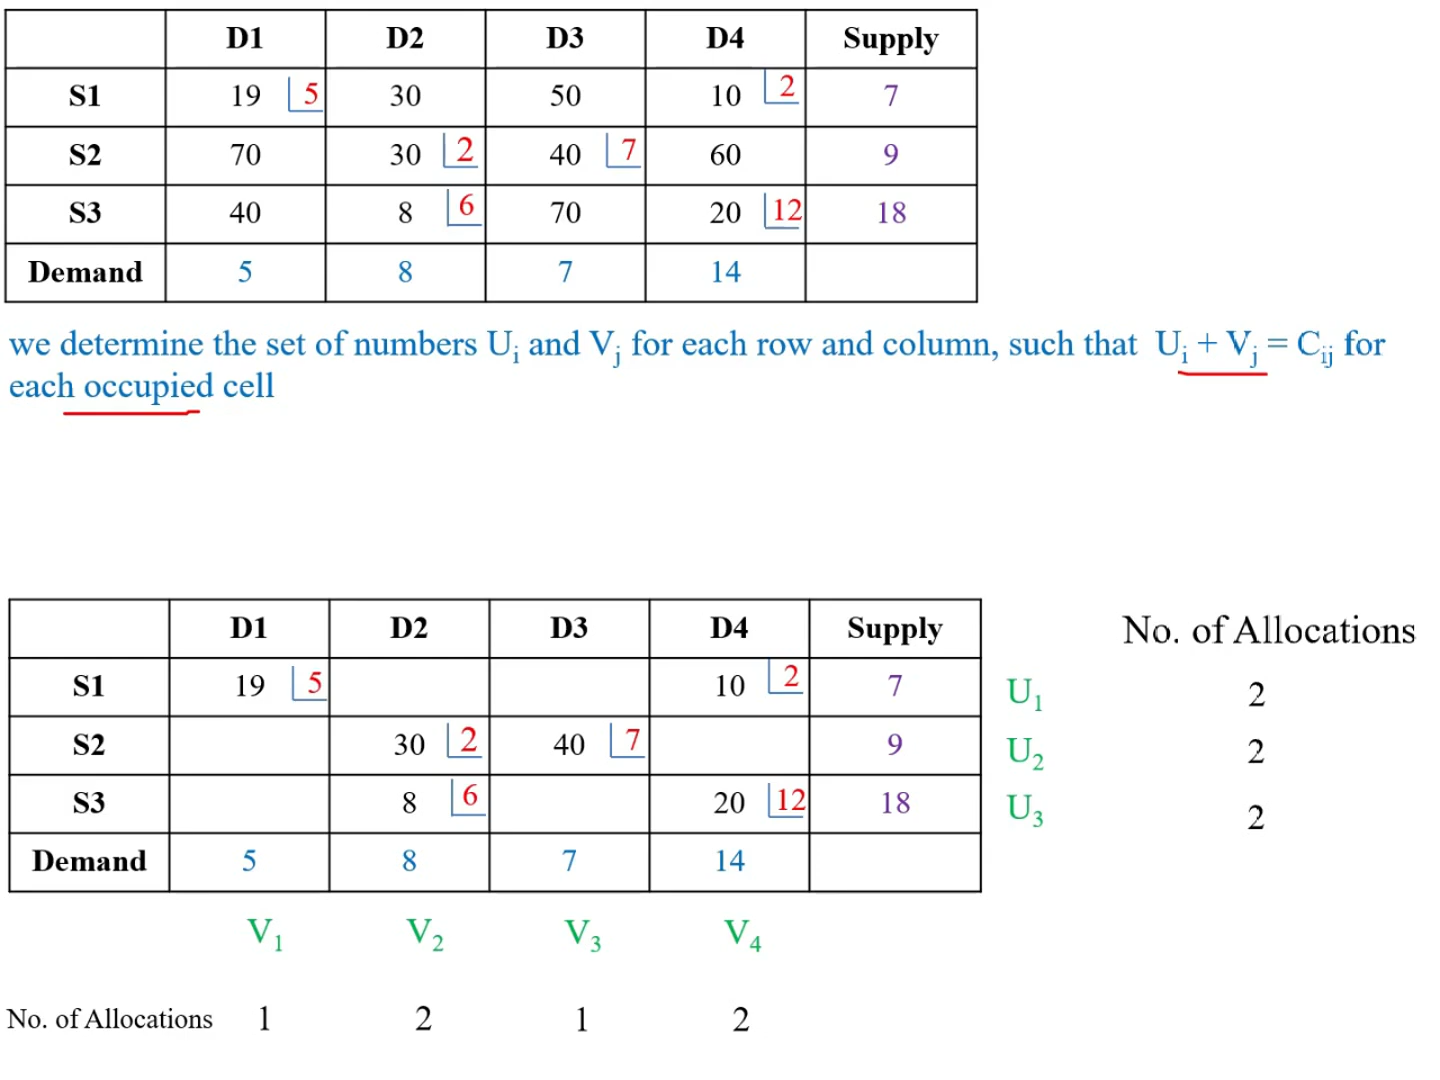 D1 D2 D3 D4 Supply
S1 19 5 30 50 10 2 7
S2 70 30 2 40 7 60 9
S3 40 8 6 70 20 12 18
Demand 5 8 7 14
we determine the set of numbers Ui and Vj for each row and column, such that Ui + Vj = Cij for
each occupied cell
D1 D2 D3 D4 Supply No. of Allocations
S1 19 5 10 2 7 U1 2
S2 30 2 40 7 9 U2 2
S3 8 6 20 12 18 U3 2
Demand 5 8 7 14
V1 V2 V3 V4
No. of Allocations 1 2 1 2